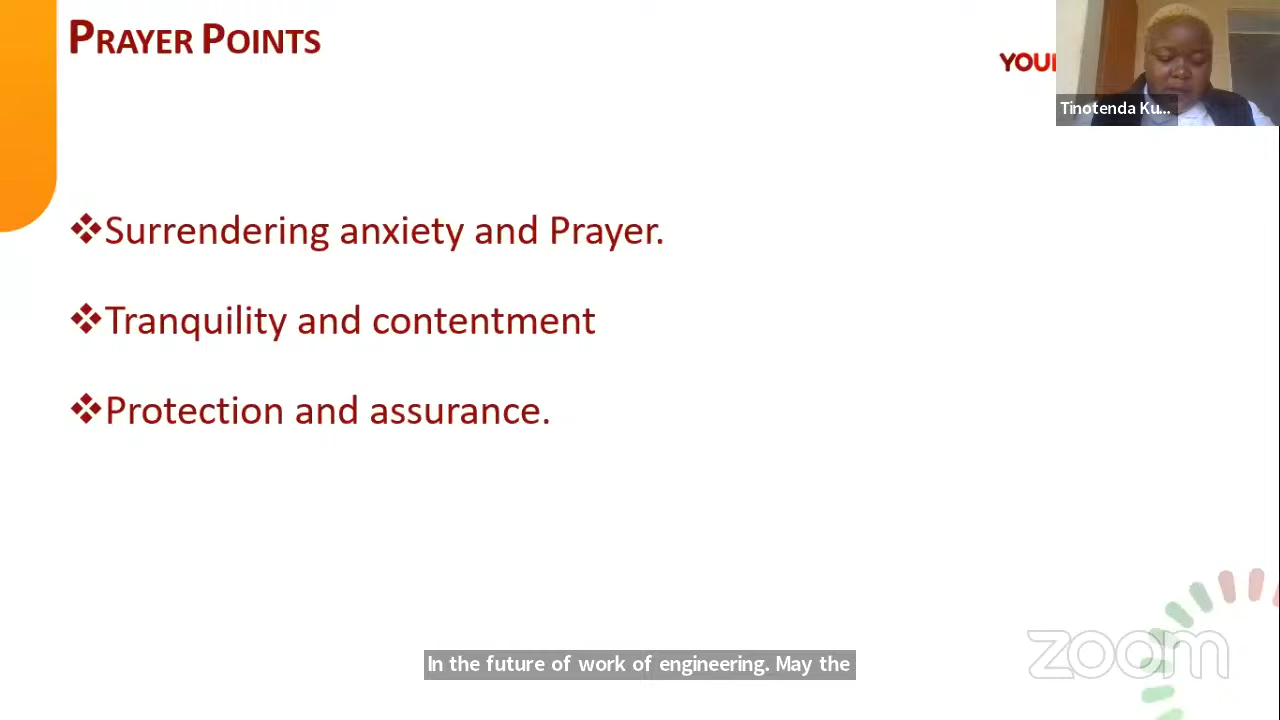 PRAYER POINTS
Tinotenda Ku...
❖Surrendering anxiety and Prayer.
❖Tranquility and contentment
❖Protection and assurance.
In the future of work of engineering. May the
zoom